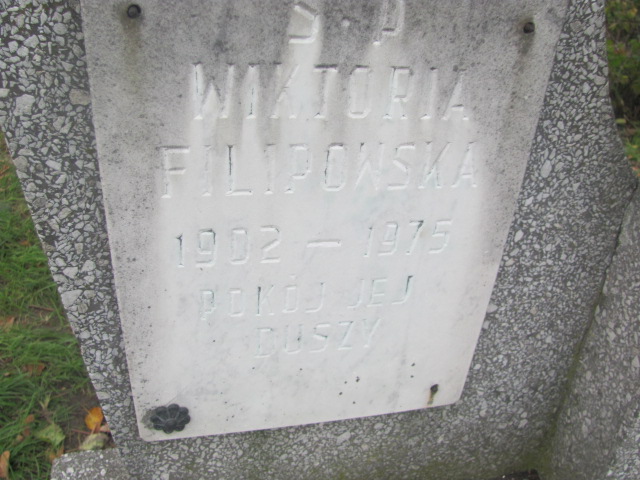 Ś.P
WIKTORIA
FILIPOWSKA
1902 — 1975
POKÓJ JEJ
DUSZY